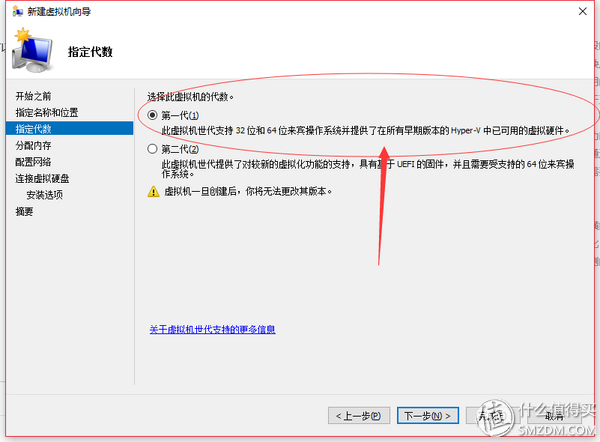 新建虚拟机向导
指定代数
开始之前
指定名称和位置
指定代数
分配内存
配置网络
连接虚拟硬盘
安装选项
摘要
选择此虚拟机的代数。
第一代(1)
此虚拟机世代支持 32 位和 64 位来宾操作系统并提供了在所有早期版本的 Hyper-V 中已可用的虚拟硬件。
第二代(2)
此虚拟机世代提供了对较新的虚拟化功能的支持，具有基于 UEFI 的固件，并且需要受支持的 64 位来宾
操作系统。
虚拟机一旦创建后，你将无法更改其版本。
关于虚拟机世代支持的更多信息
< 上一步(P)
下一步(N) >
取消
值 什么值得买
SMZDM.COM